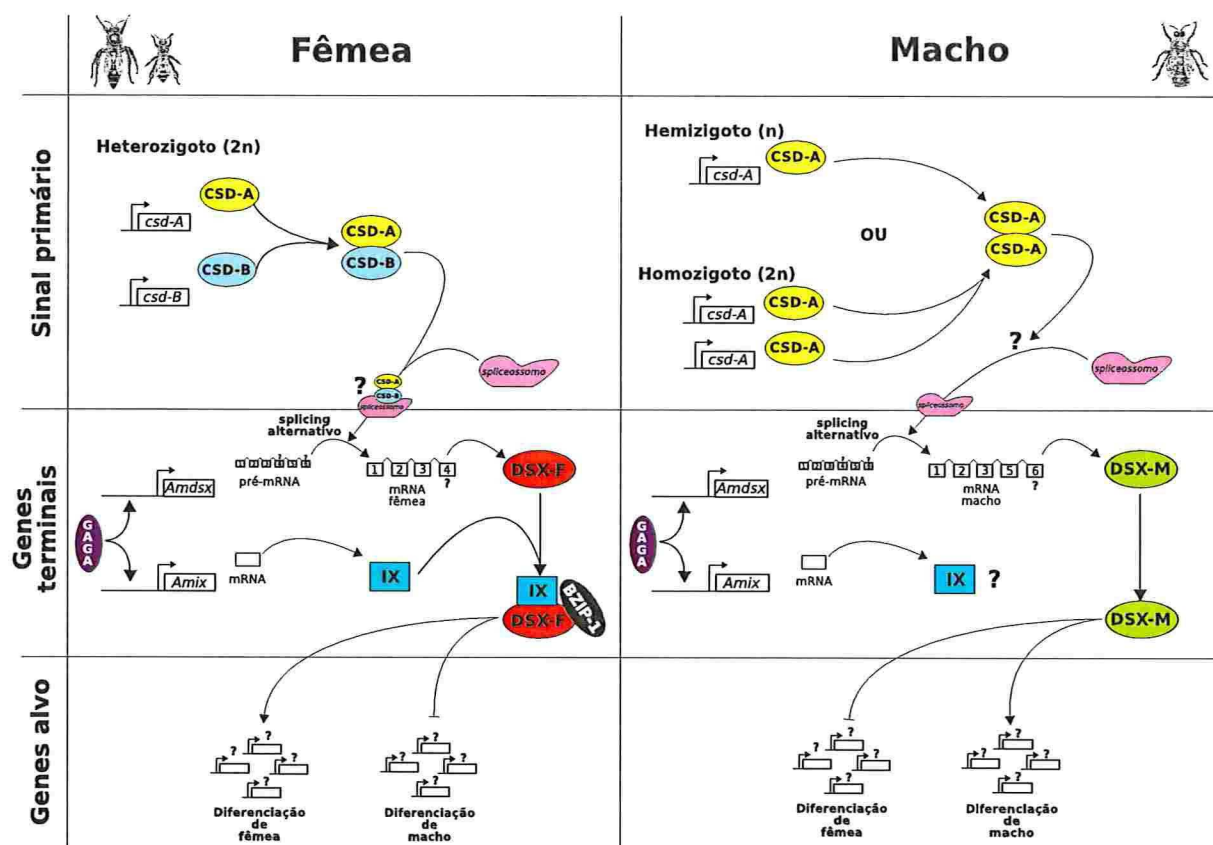 Fêmea
Macho
Sinal primário
Heterozigoto (2n)
CSD-A
csd-A
CSD-A
CSD-B
CSD-B
csd-B
?
CSD-A
CSD-B
spliceossomo
spliceossomo
Hemizigoto (n)
CSD-A
csd-A
CSD-A
CSD-A
OU
Homozigoto (2n)
CSD-A
csd-A
CSD-A
csd-A
?
spliceossomo
spliceossomo
Genes terminais
GAGA
Amdsx
Amix
splicing
alternativo
pré-mRNA
1 2 3 4
?
mRNA
fêmea
DSX-F
mRNA
IX
IX
DSX-F
BZIP-1
GAGA
Amdsx
Amix
splicing
alternativo
pré-mRNA
1 2 3 5 6
?
mRNA
macho
DSX-M
mRNA
IX ?
DSX-M
Genes alvo
?
? ?
?
Diferenciação
de
fêmea
?
? ?
?
Diferenciação
de
macho
?
? ?
?
Diferenciação
de
fêmea
?
? ?
?
Diferenciação
de
macho